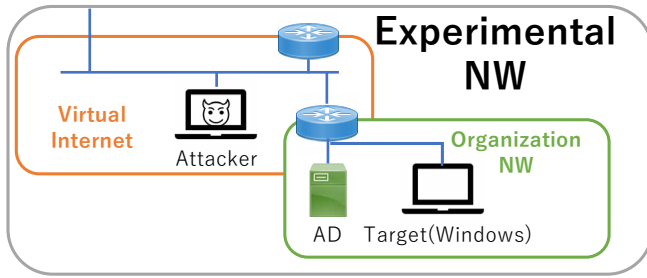 Experimental
NW
Virtual
Internet
Attacker
Organization
NW
AD
Target(Windows)